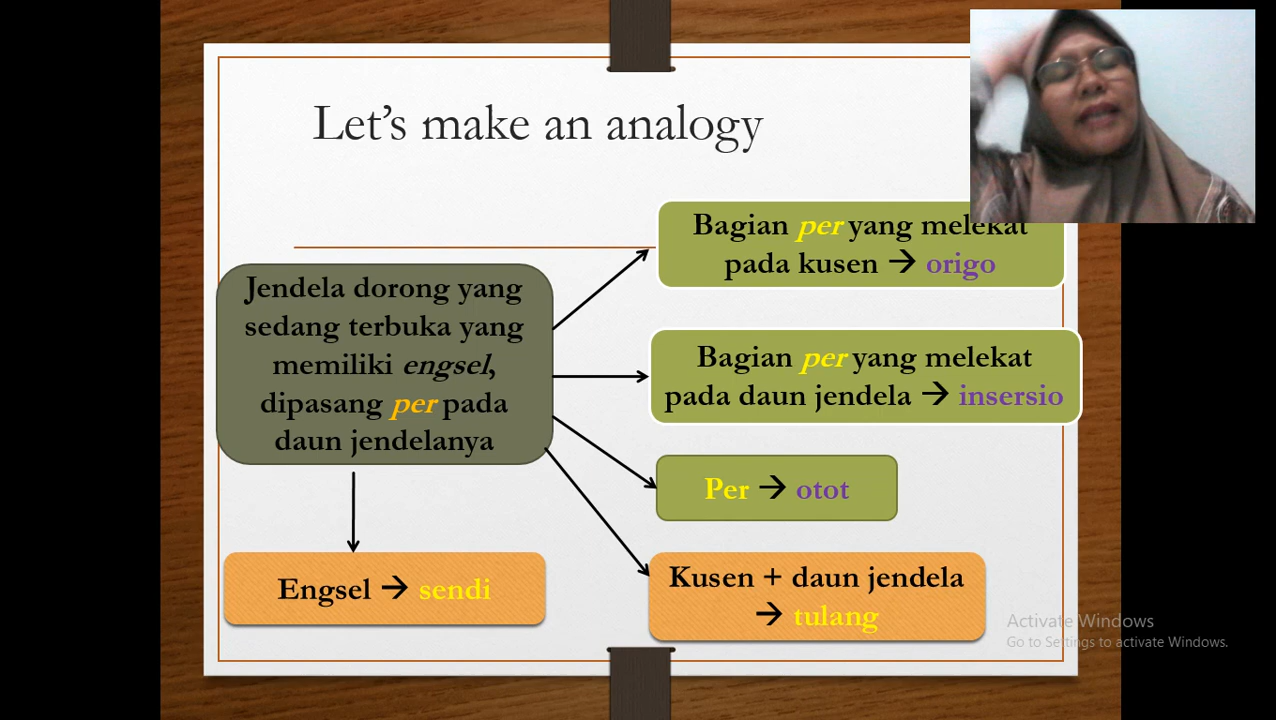 Let's make an analogy
Bagian per yang melekat
pada kusen → origo
Jendela dorong yang
sedang terbuka yang
memiliki engsel,
dipasang per pada
daun jendelanya
Bagian per yang melekat
pada daun jendela → insersio
Per → otot
Engsel → sendi
Kusen + daun jendela
→ tulang
Activate Windows
Go to Settings to activate Windows.